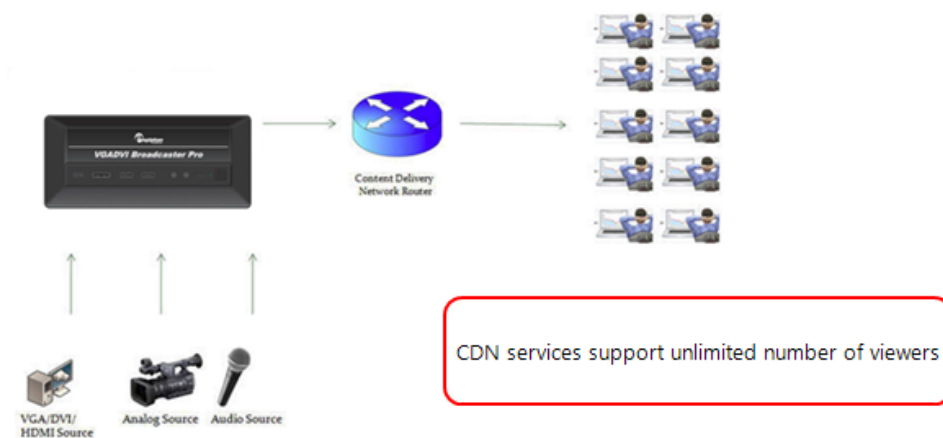 VGADVI Broadcaster Pro
Content Delivery
Network Router
CDN services support unlimited number of viewers
VGA/DVI/
HDMI Source
Analog Source
Audio Source